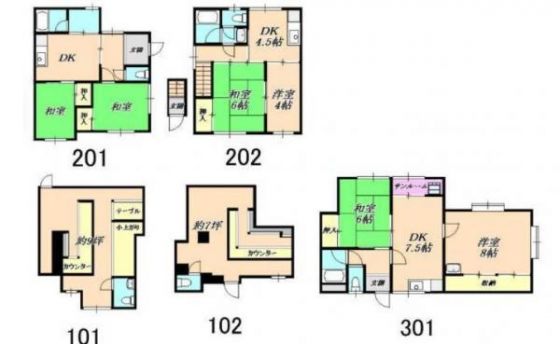 DK
玄関
押入
押入
和室
和室
201
DK
4.5帖
和室
6帖
洋室
4帖
押入
玄関
202
テーブル
小上がり
約9坪
カウンター
101
約7坪
カウンター
102
サンルーム
和室
6帖
押入
DK
7.5帖
洋室
8帖
玄関
収納
301